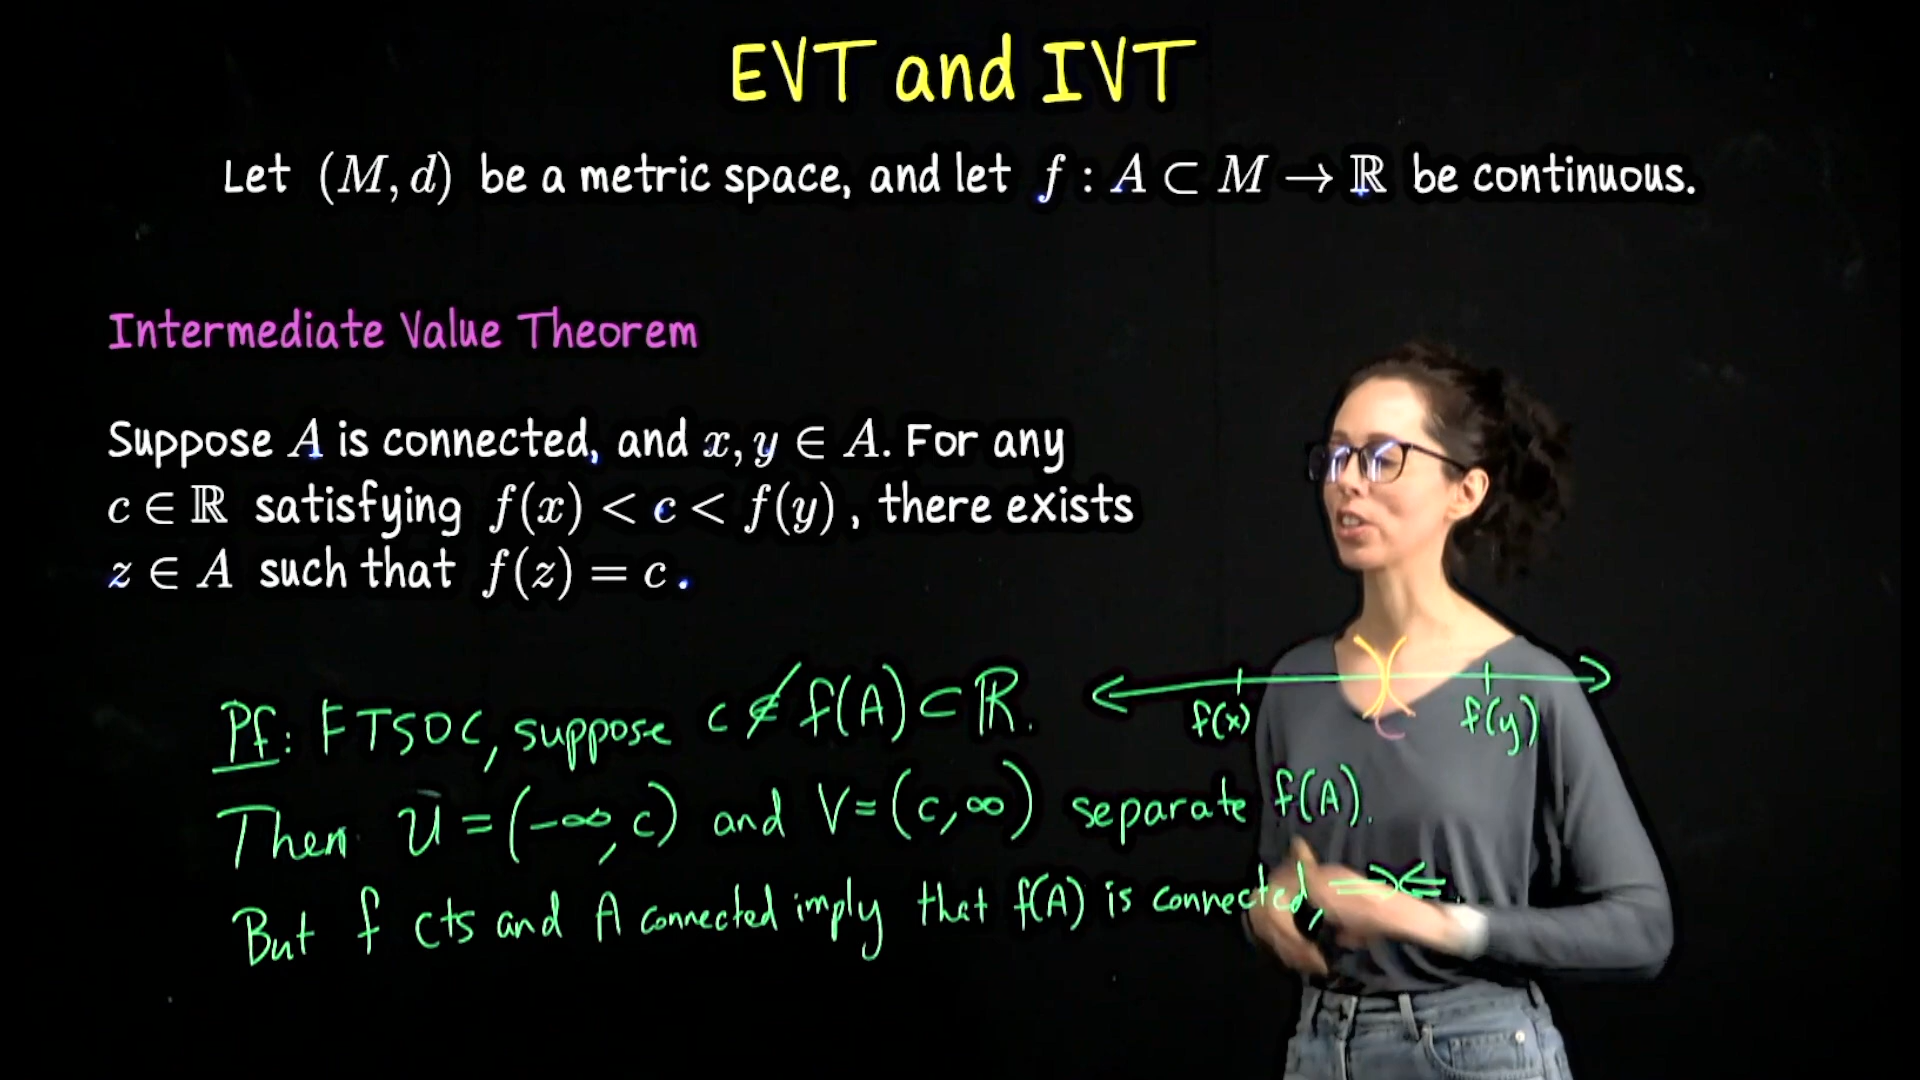 EVT and IVT
Let (M, d) be a metric space, and let f : A ⊂ M → ℝ be continuous.
Intermediate Value Theorem
Suppose A is connected, and x, y ∈ A. For any
c ∈ ℝ satisfying f(x) < c < f(y), there exists
z ∈ A such that f(z) = c.
Pf: FTSOC, suppose c ∉ f(A) ⊂ ℝ.
f(x) c f(y)
Then U = (-∞, c) and V = (c, ∞) separate f(A).
But f cts and A connected imply that f(A) is connected, ⇒⇐.